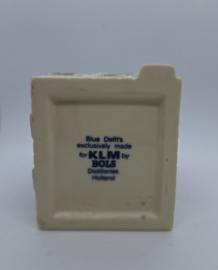 Blue Delft's
exclusively made
for KLM by
BOLS
Distilleries
Holland